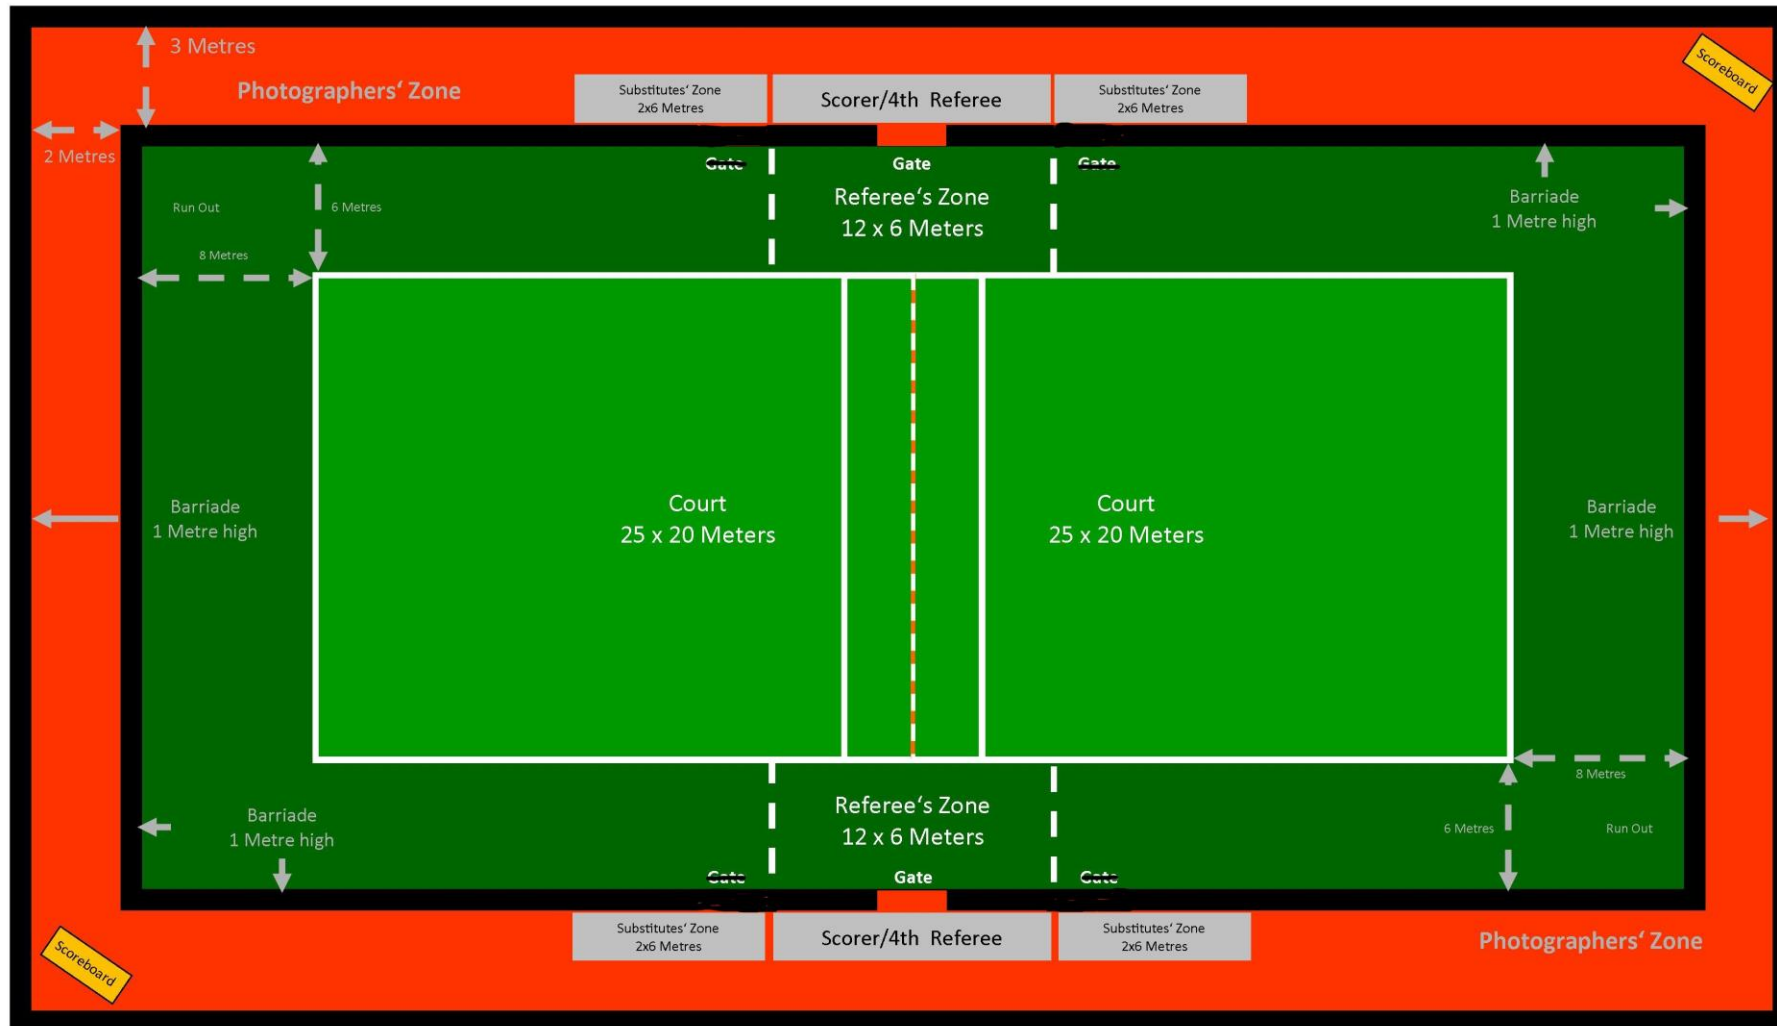 3 Metres
Photographers‘ Zone
Substitutes‘ Zone
2x6 Metres
Scorer/4th Referee
Substitutes‘ Zone
2x6 Metres
Scoreboard
2 Metres
Gate
Gate
Gate
Run Out
6 Metres
Referee‘s Zone
12 x 6 Meters
Barriade
1 Metre high
8 Metres
Barriade
1 Metre high
Court
25 x 20 Meters
Court
25 x 20 Meters
Barriade
1 Metre high
8 Metres
Barriade
1 Metre high
Referee‘s Zone
12 x 6 Meters
6 Metres
Run Out
Gate
Gate
Gate
Substitutes‘ Zone
2x6 Metres
Scorer/4th Referee
Substitutes‘ Zone
2x6 Metres
Photographers‘ Zone
Scoreboard